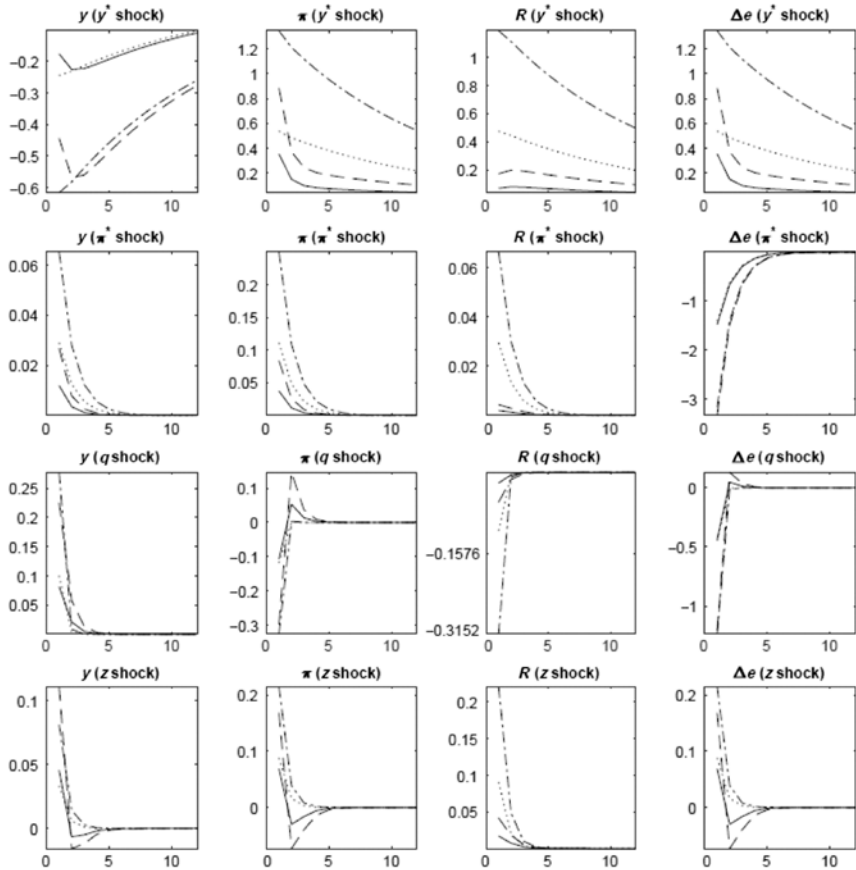 y (y* shock) π (y* shock) R (y* shock) Δe (y* shock)
−0.2 1.2 1 1.2
−0.3 1 0.8 1
−0.4 0.8 0.6 0.8
−0.5 0.6 0.4 0.6
−0.6 0.4 0.2 0.4
0.2 0.2
0 5 10 0 5 10 0 5 10 0 5 10
y (π* shock) π (π* shock) R (π* shock) Δe (π* shock)
0.06 0.2 0.06 −1
0.04 0.15 0.04 −2
0.02 0.1 0.02 −3
0.05
0 5 10 0 5 10 0 5 10 0 5 10
y (q shock) π (q shock) R (q shock) Δe (q shock)
0.25 0.1 −0.1576 0
0.2 0 −0.3152 −0.5
0.15 −0.1 −1
0.1 −0.2
0.05 −0.3
0 5 10 0 5 10 0 5 10 0 5 10
y (z shock) π (z shock) R (z shock) Δe (z shock)
0.1 0.2 0.2 0.2
0.05 0.1 0.15 0.1
0 0 0.1 0
0.05
0 5 10 0 5 10 0 5 10 0 5 10